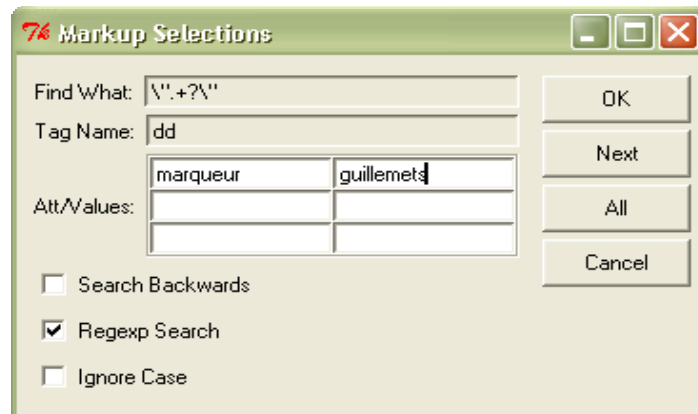 Tk Markup Selections
Find What: \".+?\"
OK
Tag Name: dd
Next
marqueur guillemets
Att/Values:
All
Cancel
Search Backwards
Regexp Search
Ignore Case